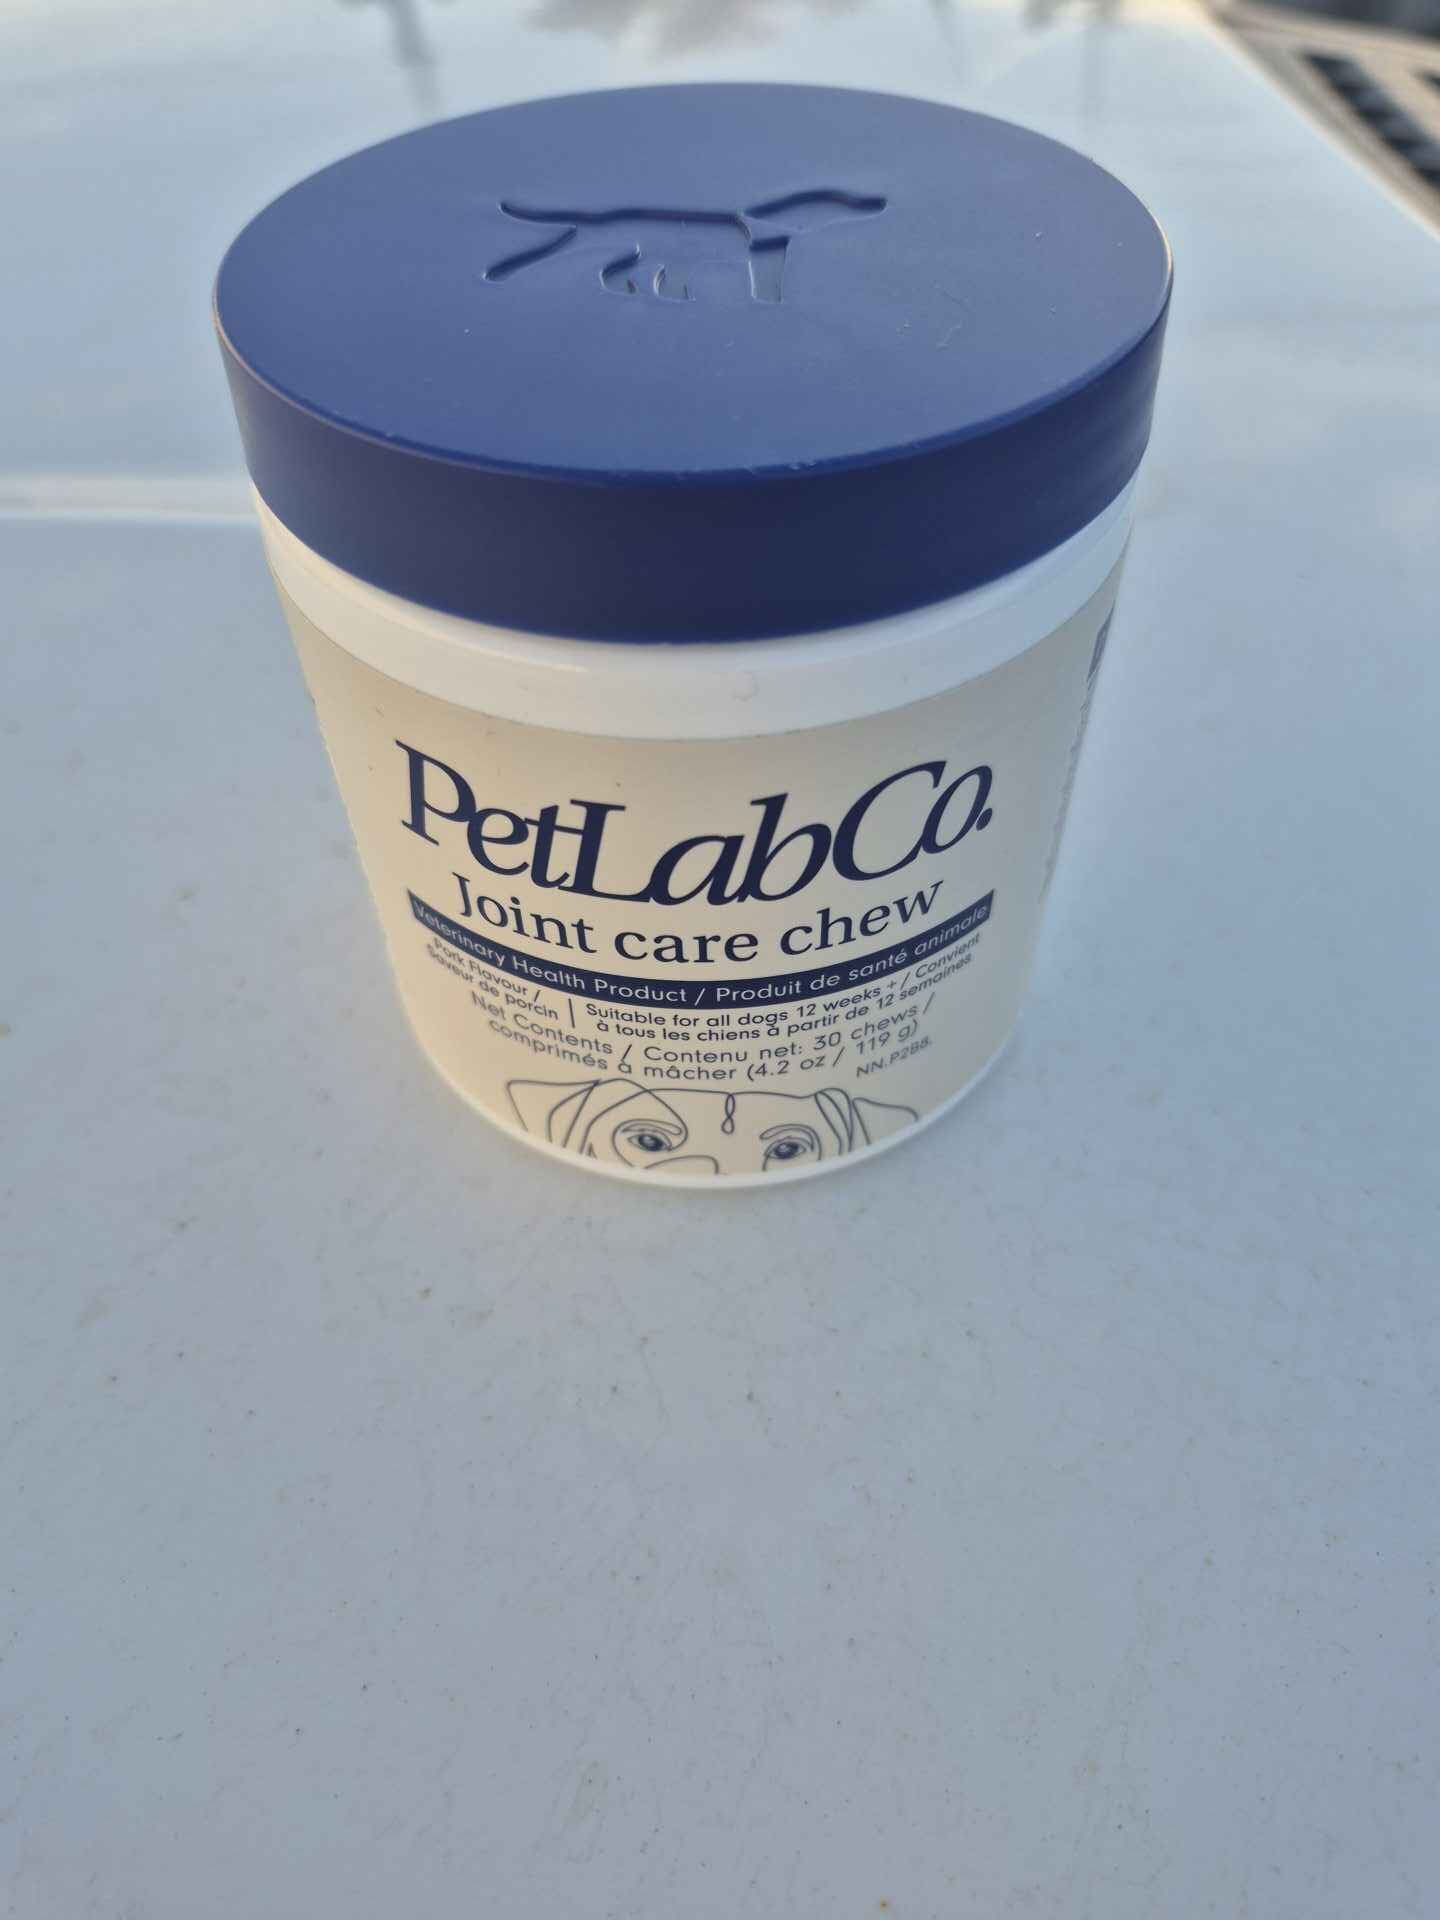 PetLabCo.
Joint care chew
Veterinary Health Product / Produit de santé animale
Pork Flavour /
Saveur de porcin
Suitable for all dogs 12 weeks + / Convient
à tous les chiens à partir de 12 semaines
Net Contents / Contenu net: 30 chews /
comprimés à mâcher (4.2 oz / 119 g)
NN.P2B8.